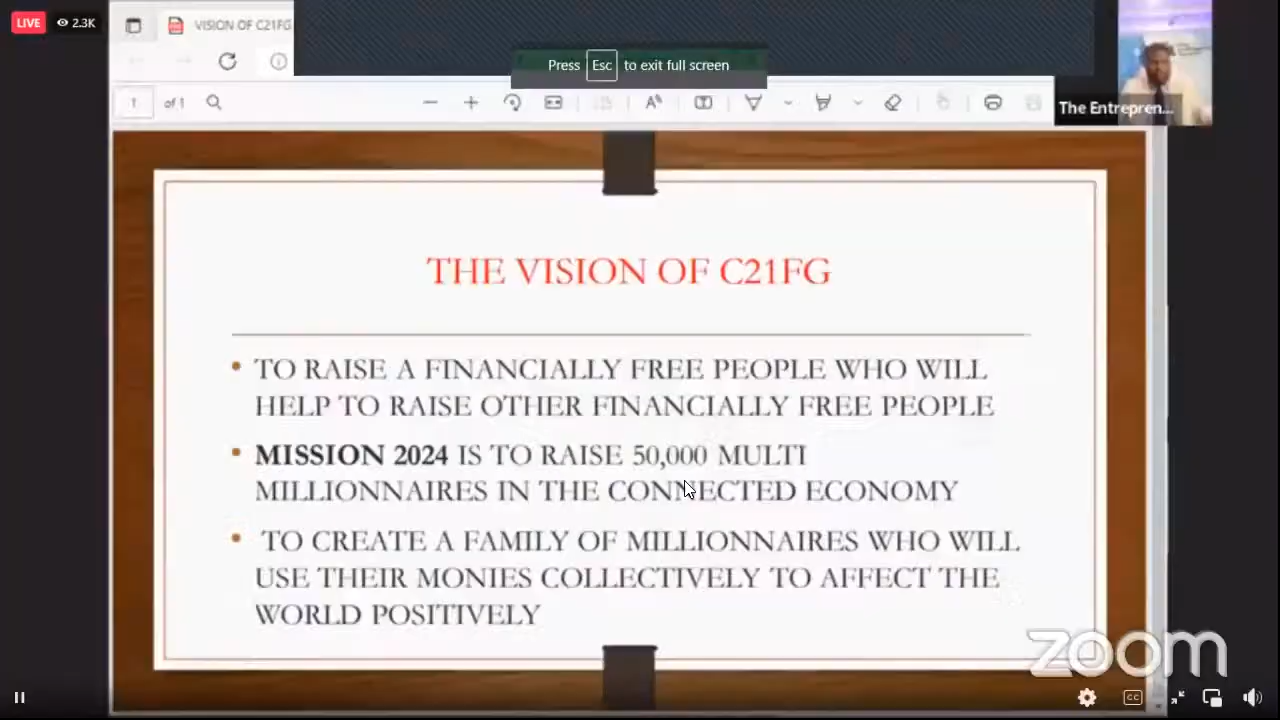 LIVE 2.3K
VISION OF C21FG
Press Esc to exit full screen
1 of 1
The Entrepren...
THE VISION OF C21FG
• TO RAISE A FINANCIALLY FREE PEOPLE WHO WILL
HELP TO RAISE OTHER FINANCIALLY FREE PEOPLE
• MISSION 2024 IS TO RAISE 50,000 MULTI
MILLIONNAIRES IN THE CONNECTED ECONOMY
• TO CREATE A FAMILY OF MILLIONNAIRES WHO WILL
USE THEIR MONIES COLLECTIVELY TO AFFECT THE
WORLD POSITIVELY
zoom
CC